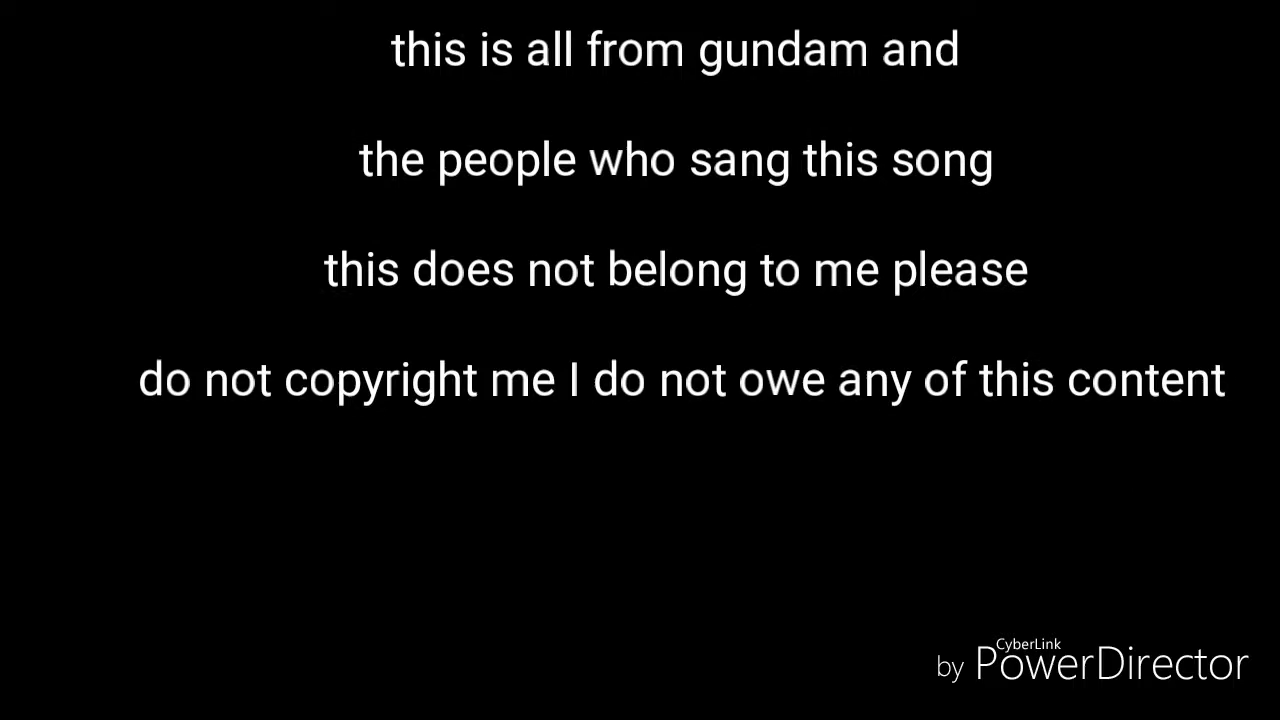 this is all from gundam and
the people who sang this song
this does not belong to me please
do not copyright me I do not owe any of this content
CyberLink
by PowerDirector